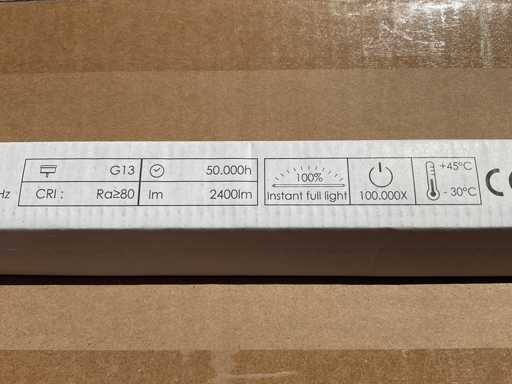 G13
50.000h
Hz
CRI :
Ra≥80
lm
2400lm
100%
Instant full light
100.000X
+45°C
- 30°C
CE